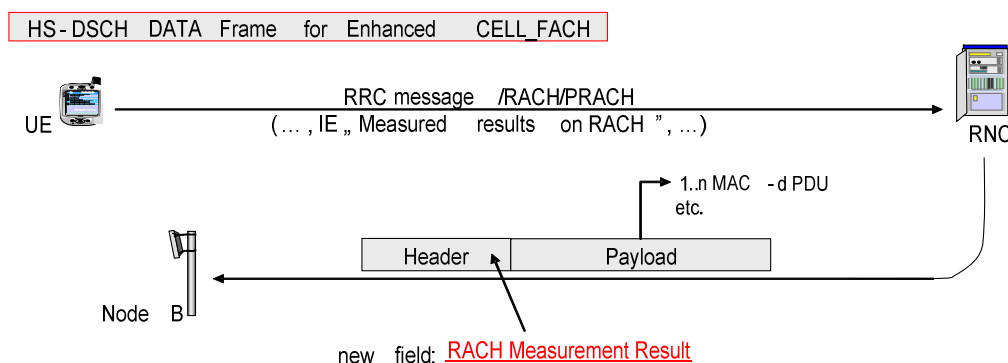 HS-DSCH DATA Frame for Enhanced CELL_FACH
RRC message /RACH/PRACH
UE
(... , IE „ Measured results on RACH ”, ...)
RNC
1..n MAC -d PDU
etc.
Header Payload
Node B
new field: RACH Measurement Result